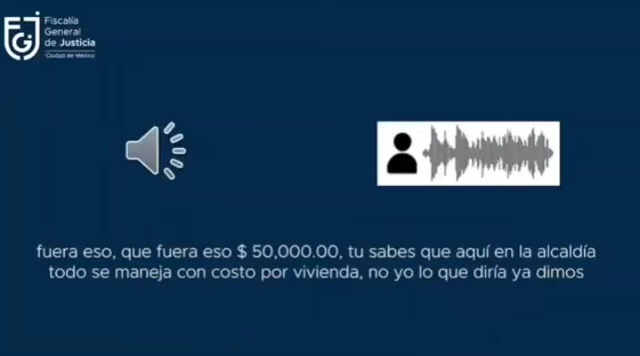 Fiscalía
General
de Justicia
Ciudad de México
fuera eso, que fuera eso $ 50,000.00, tu sabes que aquí en la alcaldía
todo se maneja con costo por vivienda, no yo lo que diría ya dimos